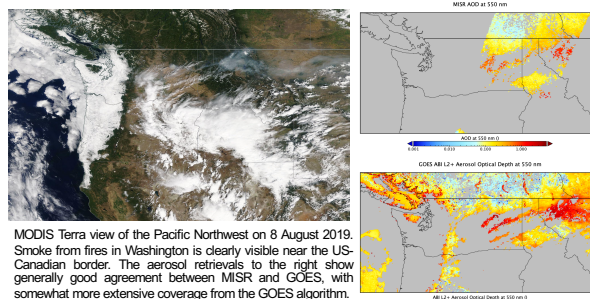 MISR AOD at 550 nm
AOD at 550 nm ()
0.001 0.010 0.200 1.000
GOES ABI L2+ Aerosol Optical Depth at 550 nm
ABI L2+ Aerosol Optical Depth at 550 nm ()
MODIS Terra view of the Pacific Northwest on 8 August 2019.
Smoke from fires in Washington is clearly visible near the US-
Canadian border. The aerosol retrievals to the right show
generally good agreement between MISR and GOES, with
somewhat more extensive coverage from the GOES algorithm.